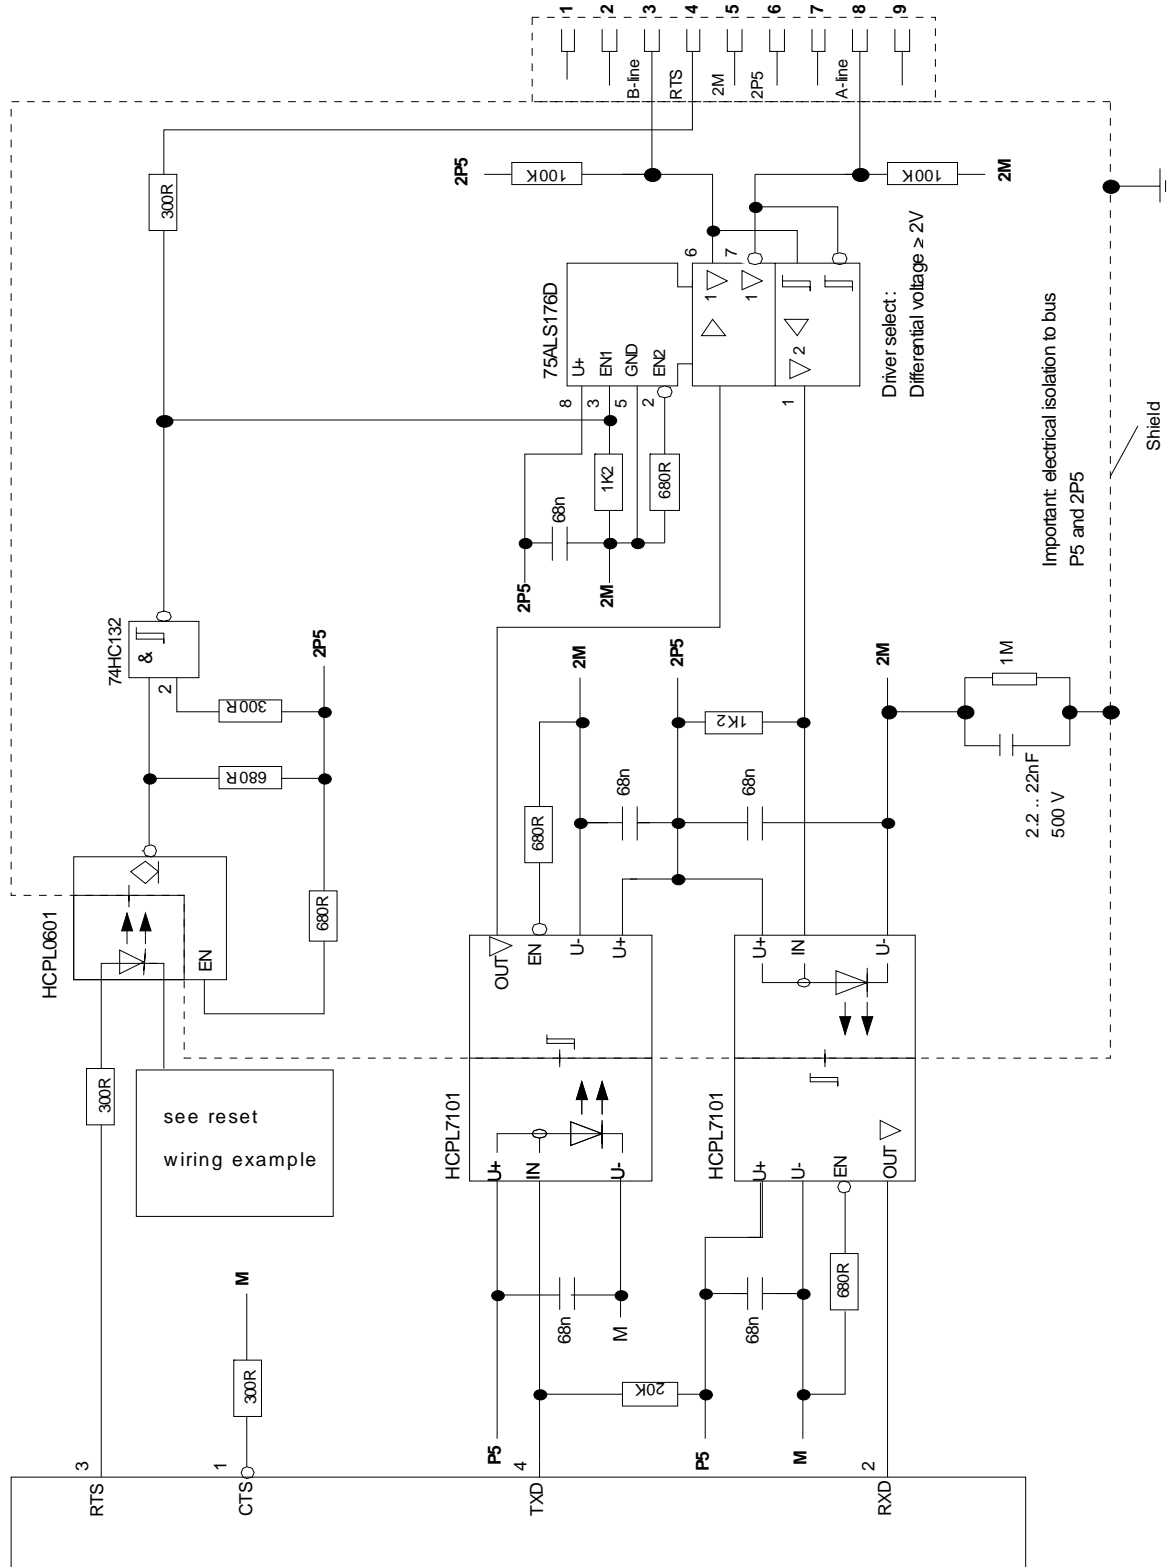 1
2
3
4
5
6
7
8
9
B-line
RTS
2M
2P5
A-line
300R
2P5
100K
100K
2M
75ALS176D
U+
EN1
GND
EN2
8
3
5
2
6
7
1
1
1
2
Driver select :
Differential voltage ≥ 2V
1K2
680R
68n
2P5
2M
Important: electrical isolation to bus
P5 and 2P5
Shield
74HC132
&
2
300R
680R
2P5
680R
HCPL0601
EN
2M
2P5
2M
680R
68n
1K2
68n
1M
2.2 .. 22nF
500 V
OUT
EN
U-
U+
U+
IN
U-
HCPL7101
U+
IN
U-
HCPL7101
U+
U-
EN
OUT
300R
see reset
wiring example
M
300R
68n
M
68n
680R
20K
P5
P5
M
3
1
4
2
RTS
CTS
TXD
RXD